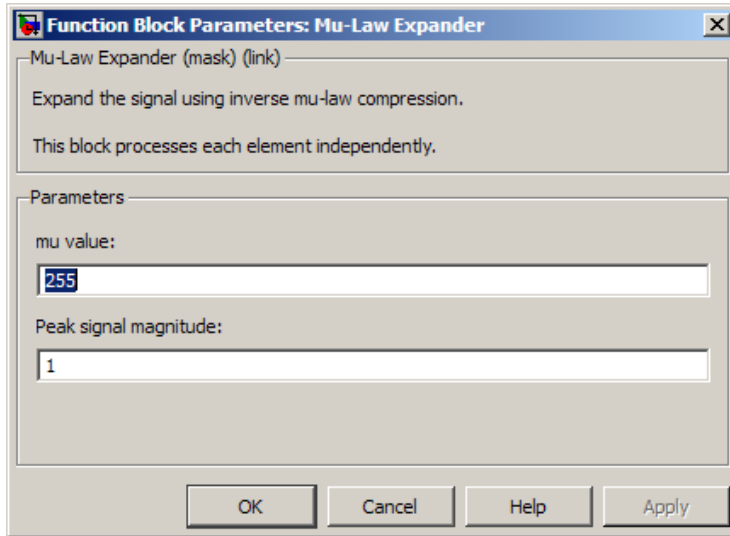 Function Block Parameters: Mu-Law Expander
Mu-Law Expander (mask) (link)
Expand the signal using inverse mu-law compression.
This block processes each element independently.
Parameters
mu value:
255
Peak signal magnitude:
1
OK Cancel Help Apply